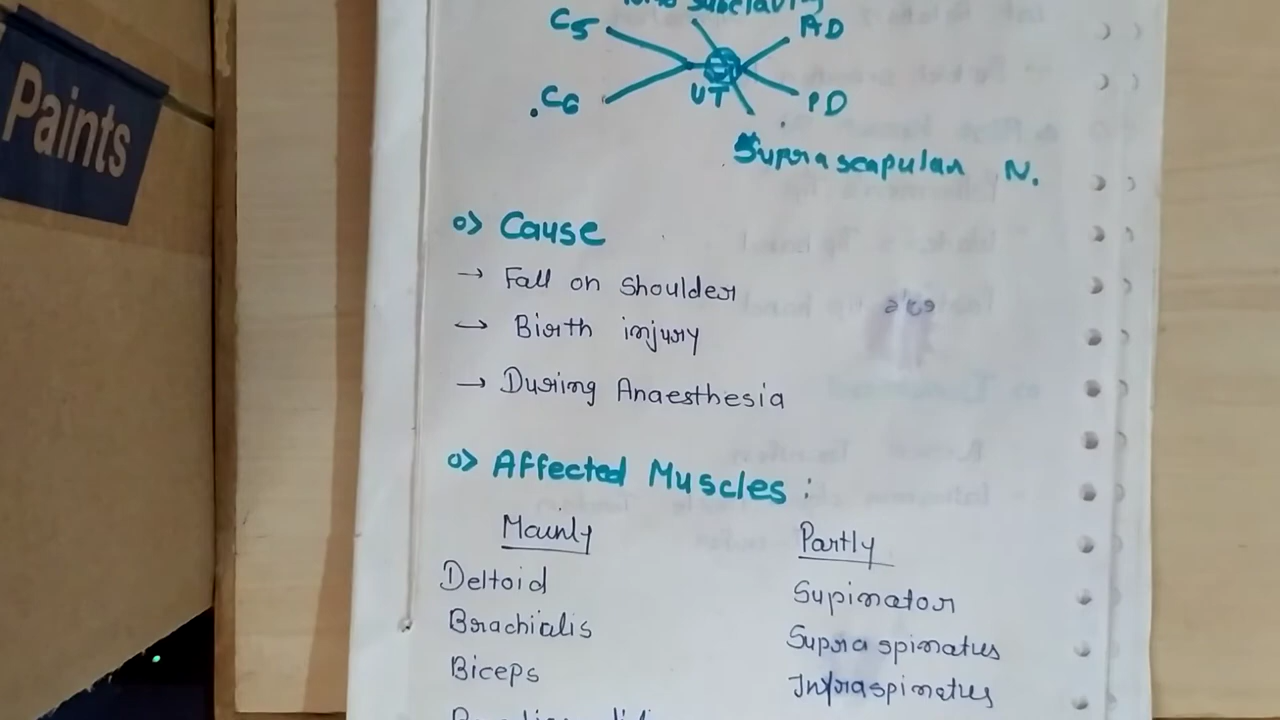 Paints
C5
AD
.C6
UT
PD
Suprascapular N.
Cause
→ Fall on shoulder
→ Birth injury
→ During Anaesthesia
Affected Muscles :
Mainly
Partly
Deltoid
Supinator
Brachialis
Supraspinatus
Biceps
Infraspinatus